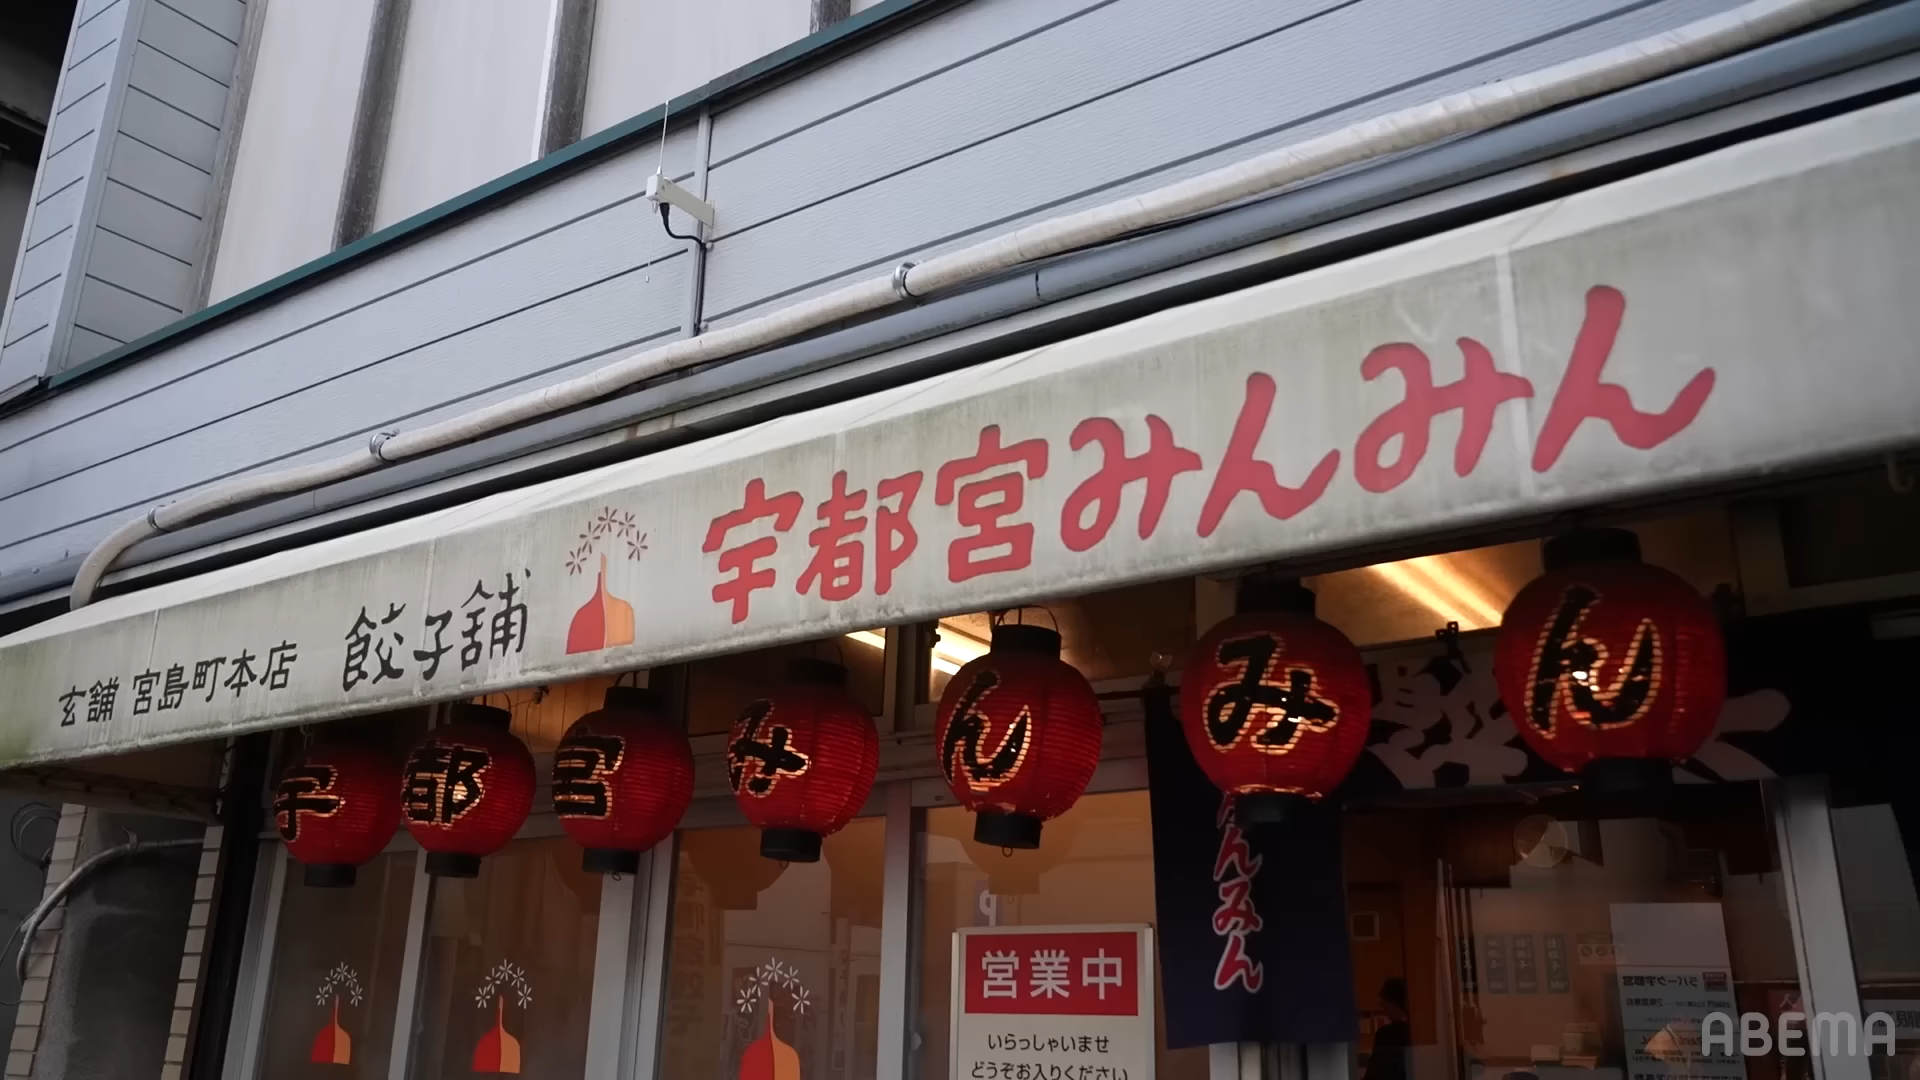 玄舗 宮島町本店 餃子舗 宇都宮みんみん
宇都宮みんみん
みんみん
営業中
いらっしゃいませ
どうぞお入りください
P
ABEMA